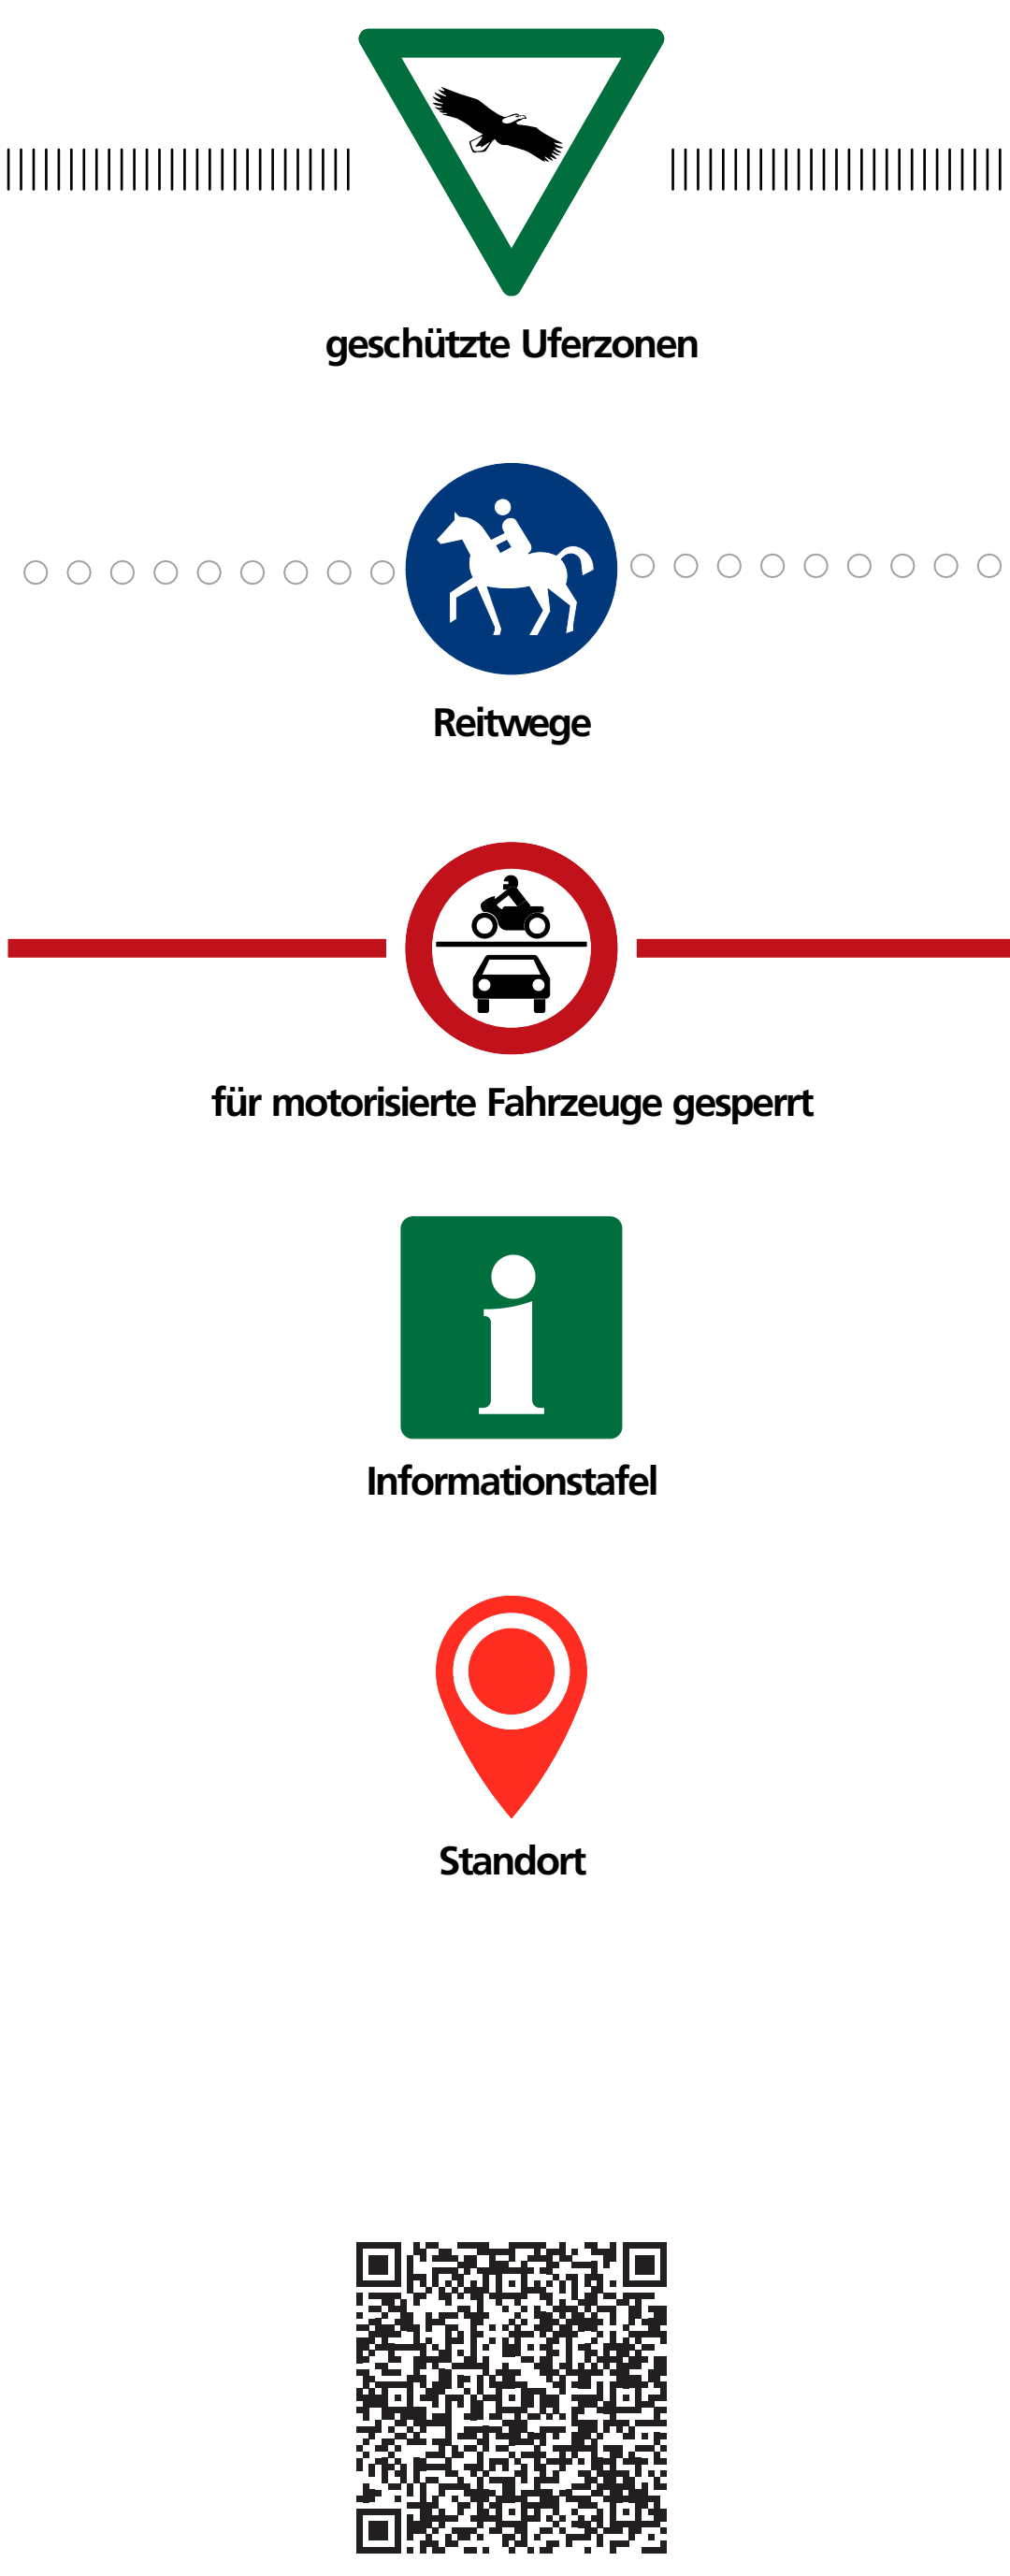 geschützte Uferzonen
Reitwege
für motorisierte Fahrzeuge gesperrt
i
Informationstafel
Standort